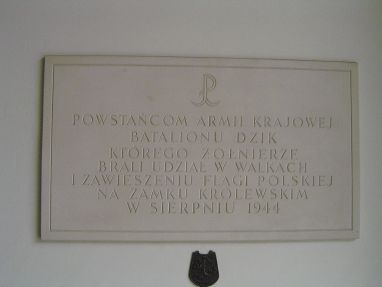 POWSTAŃCOM ARMII KRAJOWEJ
BATALIONU DZIK
KTÓREGO ŻOŁNIERZE
BRALI UDZIAŁ W WALKACH
I ZAWIESZENIU FLAGI POLSKIEJ
NA ZAMKU KRÓLEWSKIM
W SIERPNIU 1944